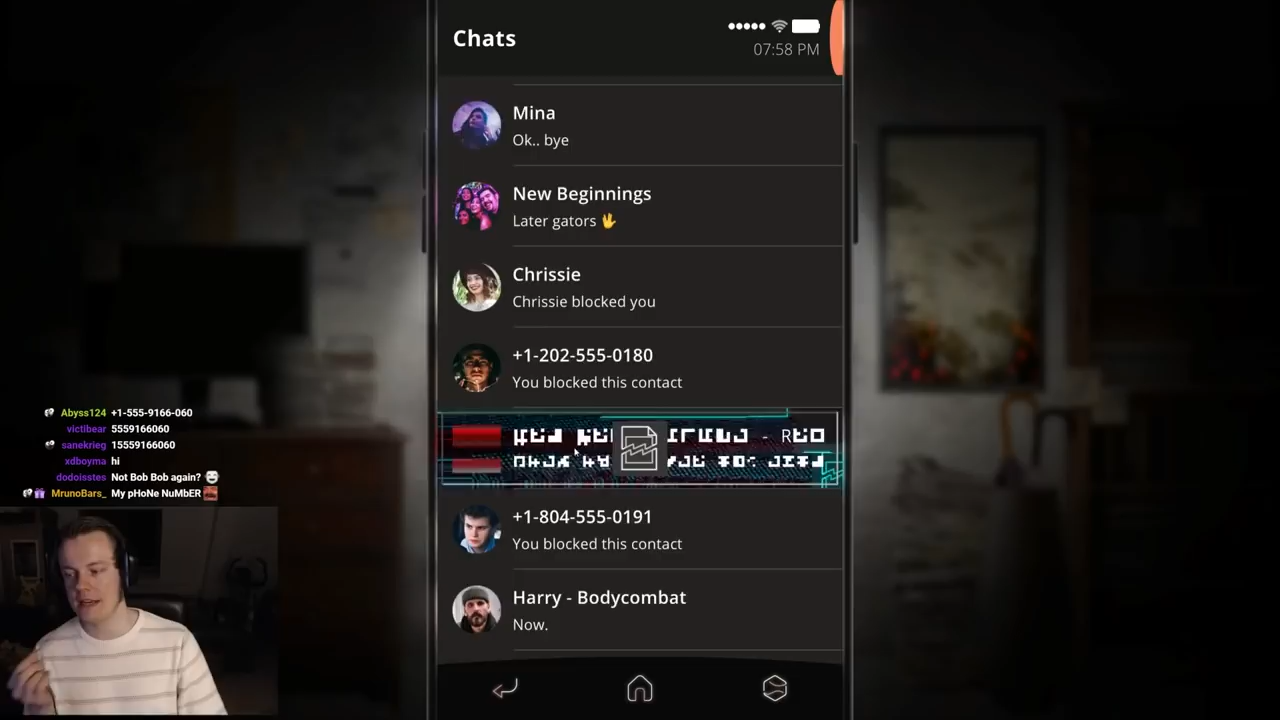 Chats
07:58 PM
Mina
Ok.. bye
New Beginnings
Later gators 🖖
Chrissie
Chrissie blocked you
+1-202-555-0180
You blocked this contact
+1-804-555-0191
You blocked this contact
Harry - Bodycombat
Now.
Abyss124 +1-555-9166-060
victibear 5559166060
sanekrieg 15559166060
xdboyma hi
dodoisstes Not Bob Bob again?
MrunoBars_ My pHoNe NuMbER